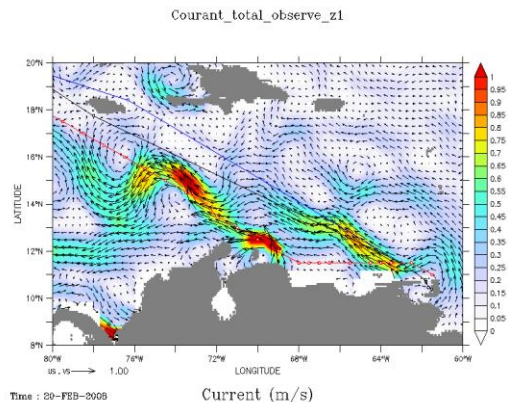 Courant_total_observe_z1
20°N
18°N
16°N
14°N
12°N
10°N
8°N
LATITUDE
80°W
76°W
72°W
68°W
64°W
60°W
LONGITUDE
1
0.95
0.9
0.85
0.8
0.75
0.7
0.65
0.6
0.55
0.5
0.45
0.4
0.35
0.3
0.25
0.2
0.15
0.1
0.05
0
us,vs 1.00
Time : 20-FEB-2008
Current (m/s)